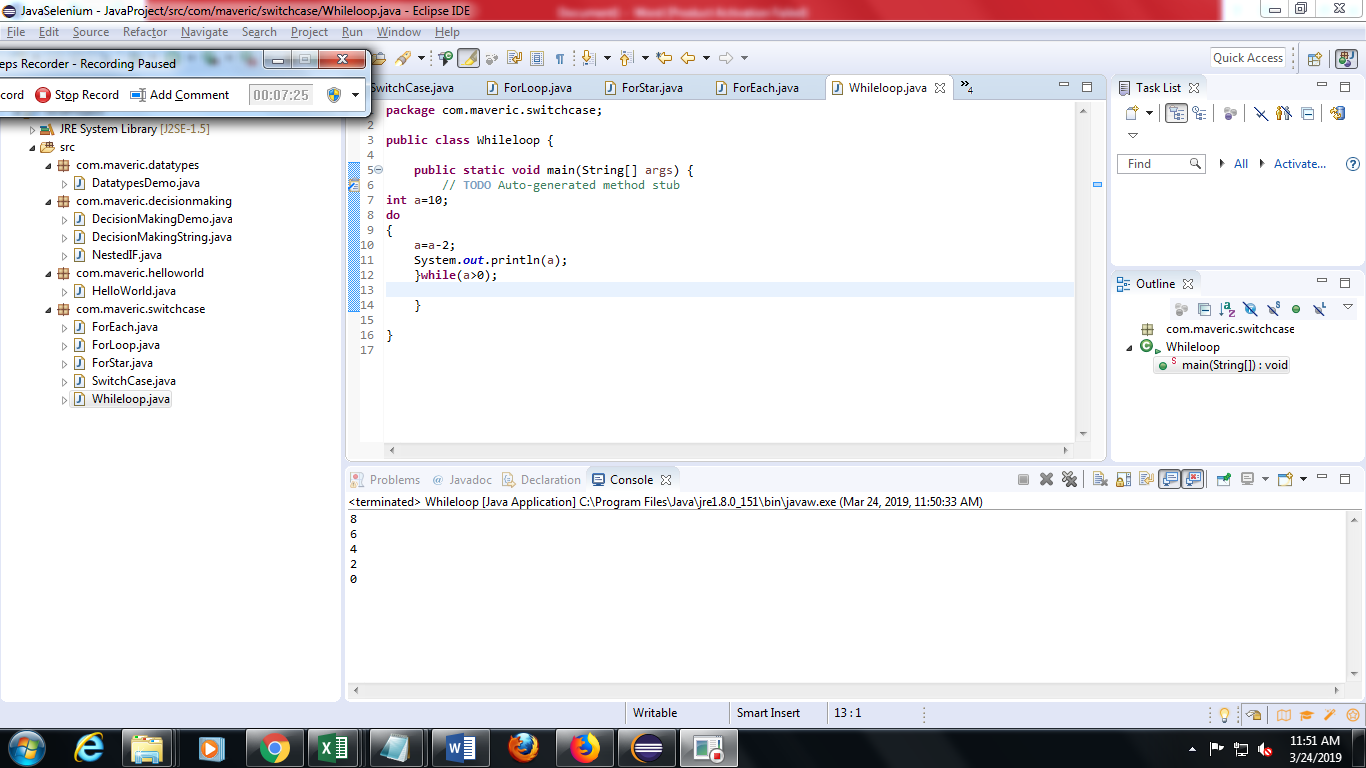 JavaSelenium - JavaProject/src/com/maveric/switchcase/Whileloop.java - Eclipse IDE
File Edit Source Refactor Navigate Search Project Run Window Help
eps Recorder - Recording Paused
Quick Access
cord Stop Record Add Comment 00:07:25
SwitchCase.java ForLoop.java ForStar.java ForEach.java Whileloop.java »4
Task List
JRE System Library [J2SE-1.5]
src
com.maveric.datatypes
DatatypesDemo.java
com.maveric.decisionmaking
DecisionMakingDemo.java
DecisionMakingString.java
NestedIF.java
com.maveric.helloworld
HelloWorld.java
com.maveric.switchcase
ForEach.java
ForLoop.java
ForStar.java
SwitchCase.java
Whileloop.java
package com.maveric.switchcase;
2
3 public class Whileloop {
4
5 public static void main(String[] args) {
6 // TODO Auto-generated method stub
7 int a=10;
8 do
9 {
10 a=a-2;
11 System.out.println(a);
12 }while(a>0);
13
14 }
15
16 }
17
Find All Activate...
Outline
com.maveric.switchcase
Whileloop
main(String[]) : void
Problems @ Javadoc Declaration Console
<terminated> Whileloop [Java Application] C:\Program Files\Java\jre1.8.0_151\bin\javaw.exe (Mar 24, 2019, 11:50:33 AM)
8
6
4
2
0
Writable Smart Insert 13 : 1
11:51 AM
3/24/2019